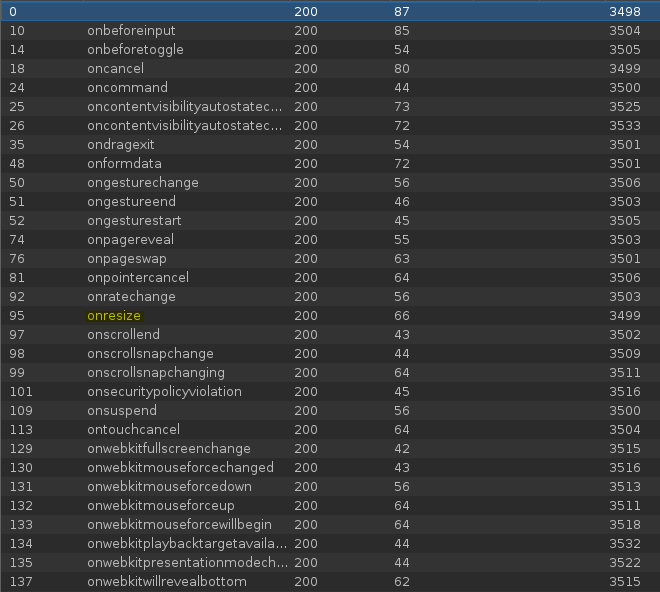 0 200 87 3498
10 onbeforeinput 200 85 3504
14 onbeforetoggle 200 54 3505
18 oncancel 200 80 3499
24 oncommand 200 44 3500
25 oncontentvisibilityautostatec... 200 73 3525
26 oncontentvisibilityautostatec... 200 72 3533
35 ondragexit 200 54 3501
48 onformdata 200 72 3501
50 ongesturechange 200 56 3506
51 ongestureend 200 46 3503
52 ongesturestart 200 45 3505
74 onpagereveal 200 55 3503
76 onpageswap 200 63 3501
81 onpointercancel 200 64 3506
92 onratechange 200 56 3503
95 onresize 200 66 3499
97 onscrollend 200 43 3502
98 onscrollsnapchange 200 44 3509
99 onscrollsnapchanging 200 64 3511
101 onsecuritypolicyviolation 200 45 3516
109 onsuspend 200 56 3500
113 ontouchcancel 200 64 3504
129 onwebkitfullscreenchange 200 42 3515
130 onwebkitmouseforcechanged 200 43 3516
131 onwebkitmouseforcedown 200 56 3513
132 onwebkitmouseforceup 200 64 3511
133 onwebkitmouseforcewillbegin 200 64 3518
134 onwebkitplaybacktargetavaila... 200 44 3532
135 onwebkitpresentationmodech... 200 44 3522
137 onwebkitwillrevealbottom 200 62 3515